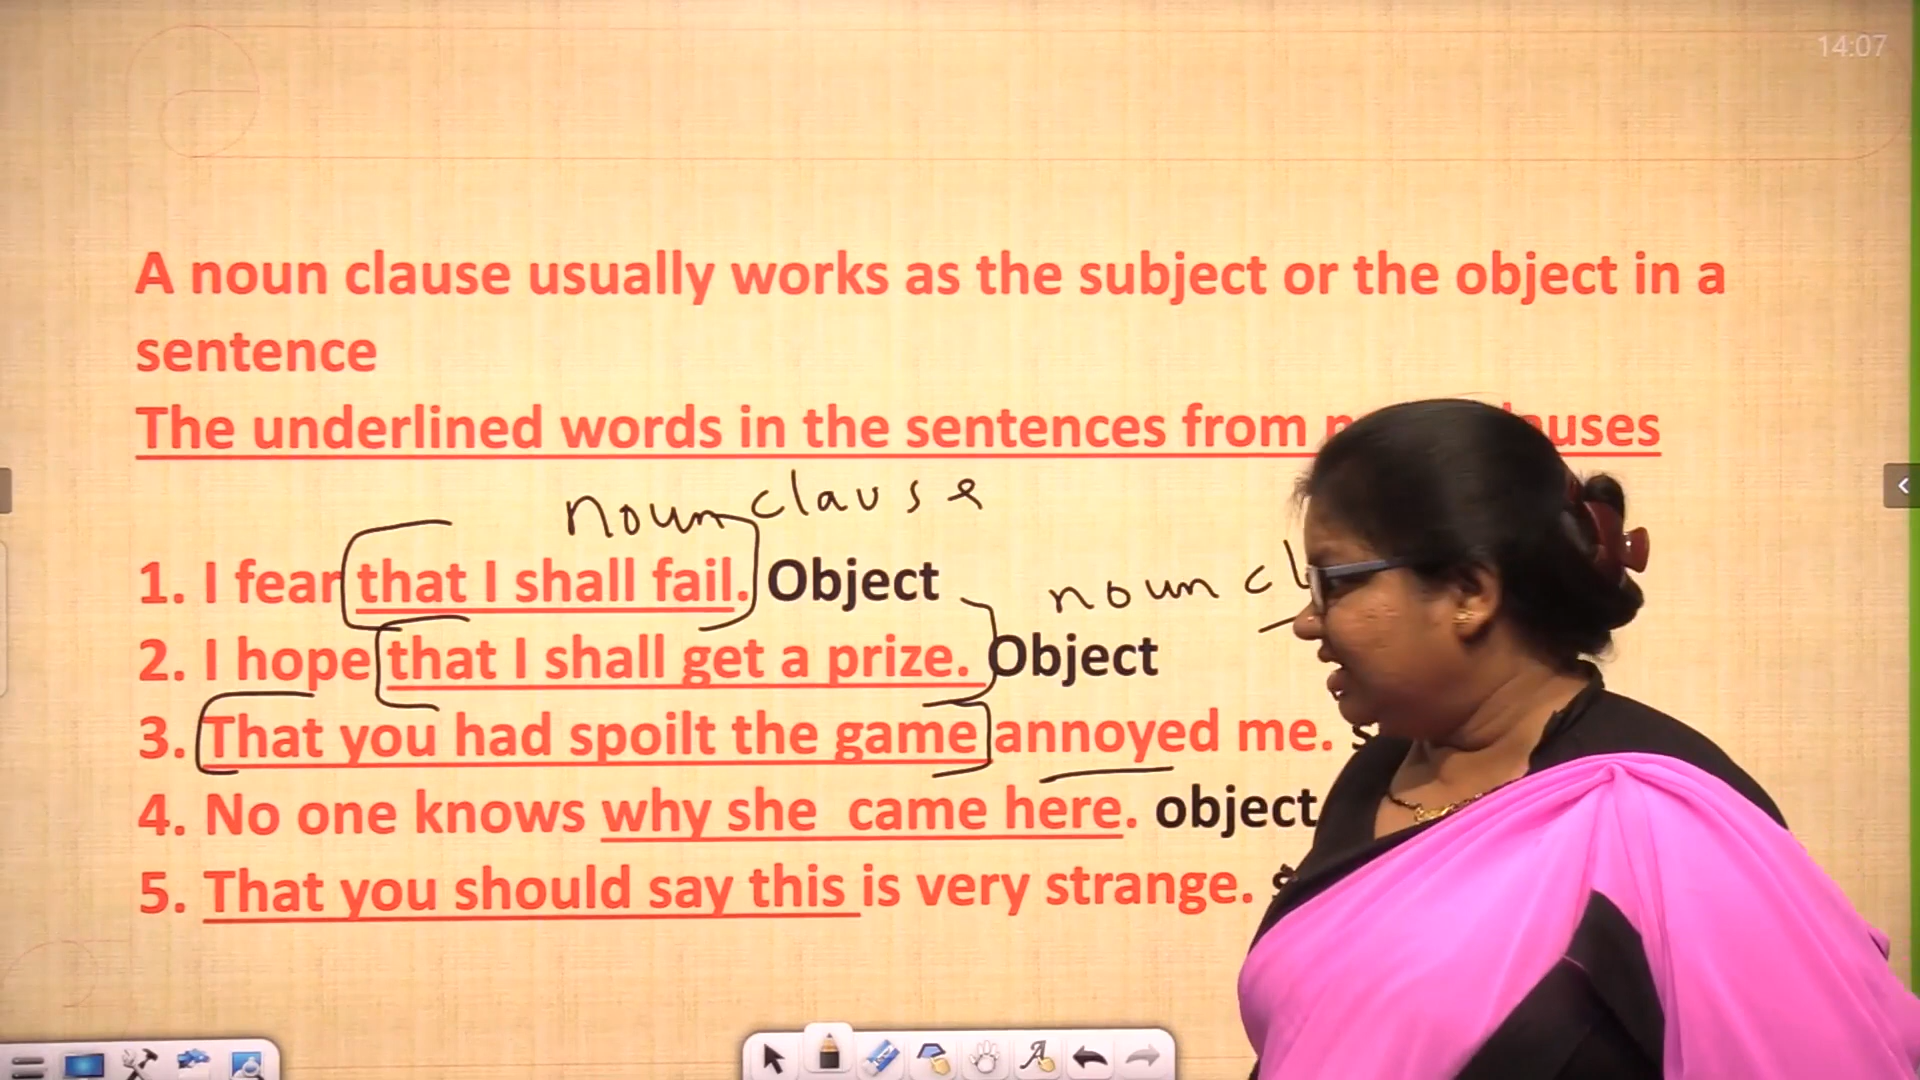 14:07
A noun clause usually works as the subject or the object in a
sentence
The underlined words in the sentences from
noun clause
1. I fear that I shall fail. Object
noun
2. I hope that I shall get a prize. Object
3. That you had spoilt the game annoyed me.
4. No one knows why she came here. object
5. That you should say this is very strange.